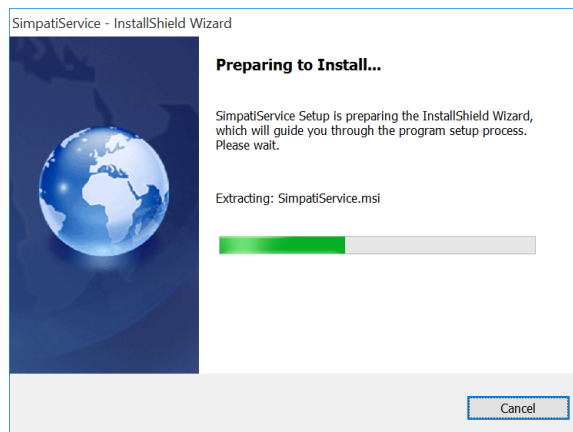 SimpatiService - InstallShield Wizard
Preparing to Install...
SimpatiService Setup is preparing the InstallShield Wizard,
which will guide you through the program setup process.
Please wait.
Extracting: SimpatiService.msi
Cancel